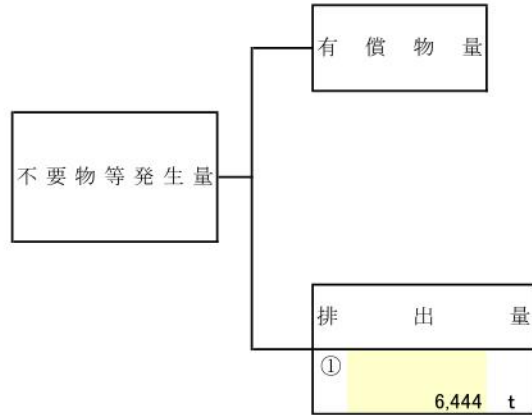 有償物量
不要物等発生量
排出量
①
6,444 t